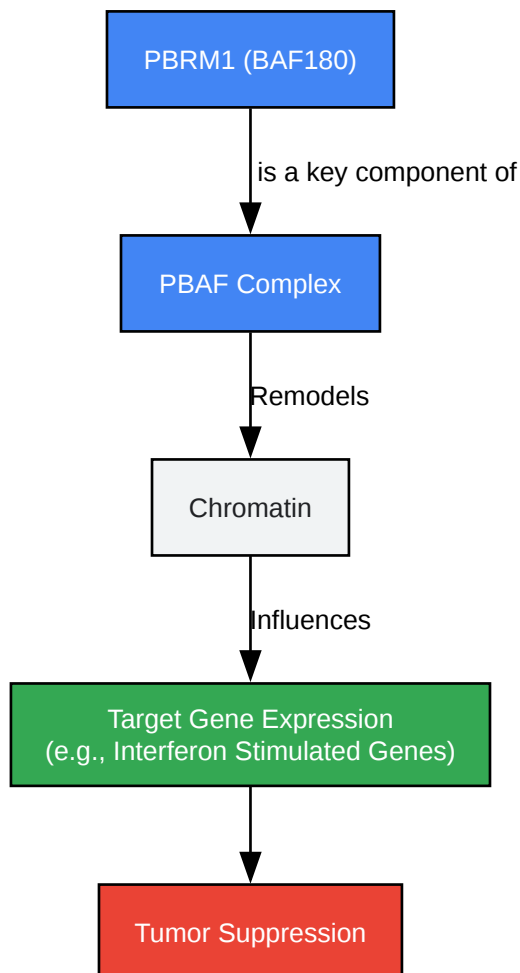 PBRM1 (BAF180)
is a key component of
PBAF Complex
Remodels
Chromatin
Influences
Target Gene Expression
(e.g., Interferon Stimulated Genes)
Tumor Suppression